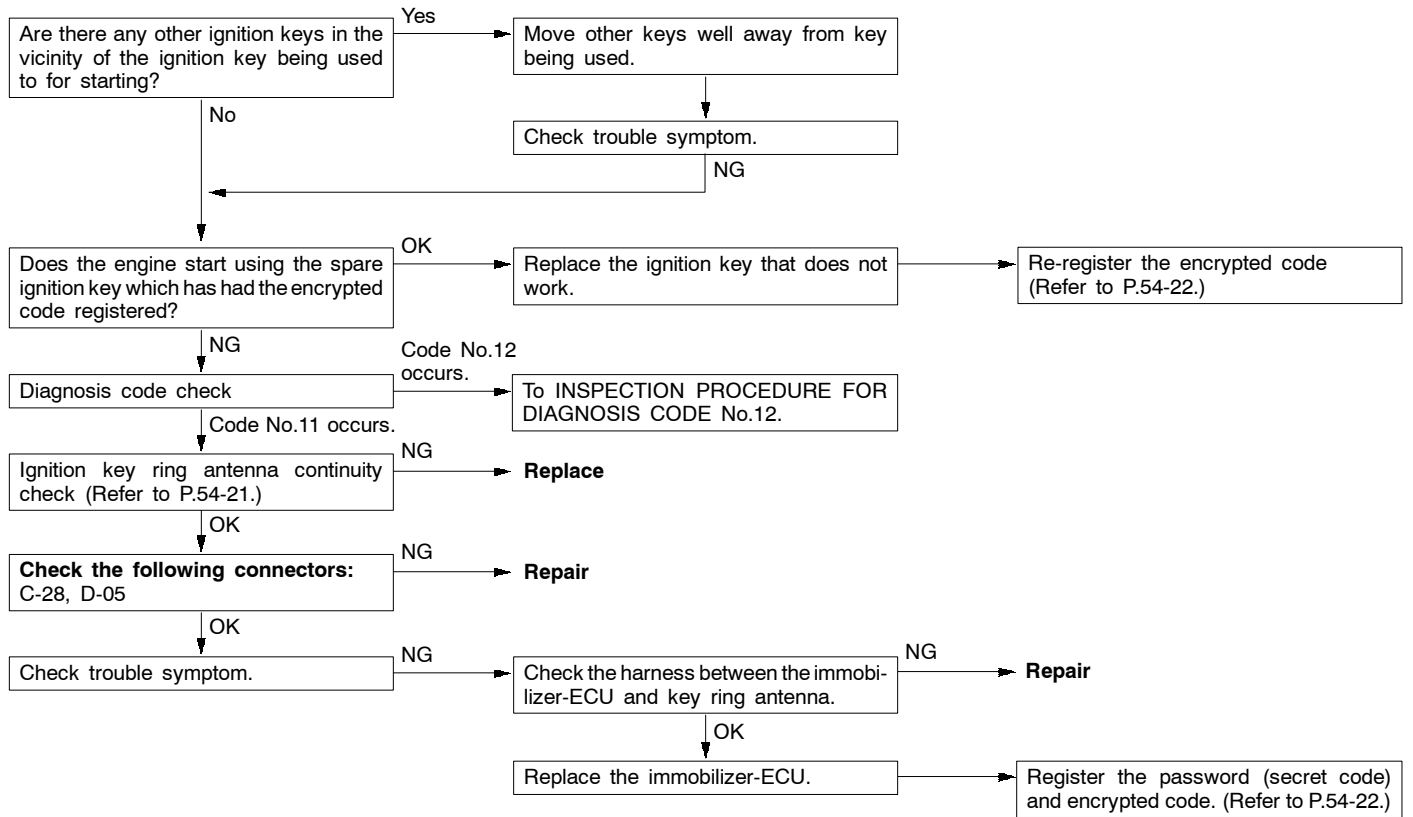 Are there any other ignition keys in the
vicinity of the ignition key being used
to for starting?
Yes
Move other keys well away from key
being used.
No
Check trouble symptom.
NG
Does the engine start using the spare
ignition key which has had the encrypted
code registered?
OK
Replace the ignition key that does not
work.
Re-register the encrypted code
(Refer to P.54-22.)
NG
Diagnosis code check
Code No.12
occurs.
To INSPECTION PROCEDURE FOR
DIAGNOSIS CODE No.12.
Code No.11 occurs.
Ignition key ring antenna continuity
check (Refer to P.54-21.)
NG
Replace
OK
Check the following connectors:
C-28, D-05
NG
Repair
OK
Check trouble symptom.
NG
Check the harness between the immobi-
lizer-ECU and key ring antenna.
NG
Repair
OK
Replace the immobilizer-ECU.
Register the password (secret code)
and encrypted code. (Refer to P.54-22.)